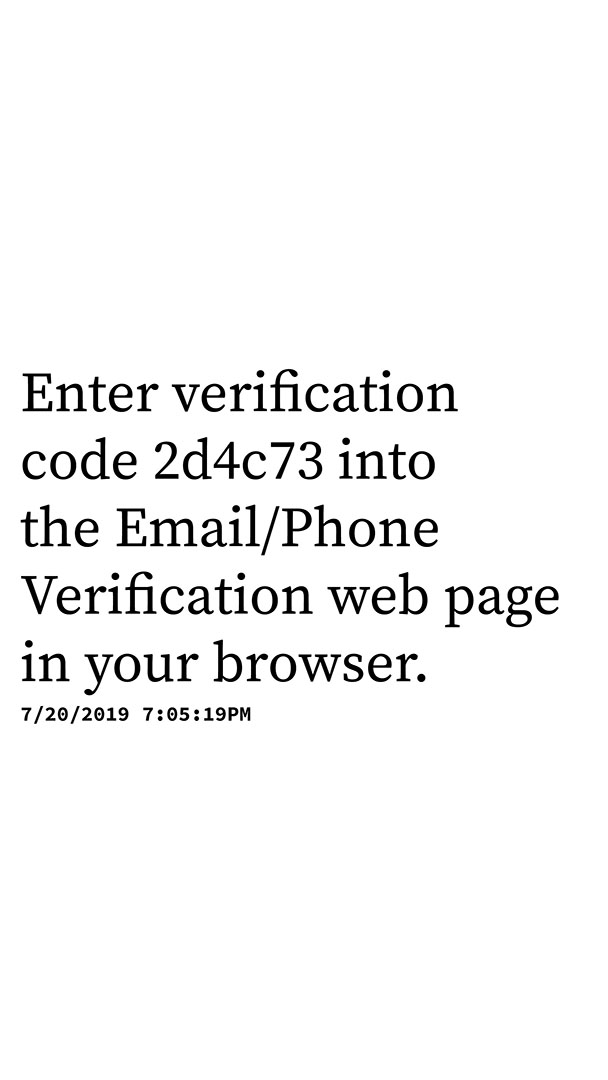 Enter verification
code 2d4c73 into
the Email/Phone
Verification web page
in your browser.
7/20/2019 7:05:19PM